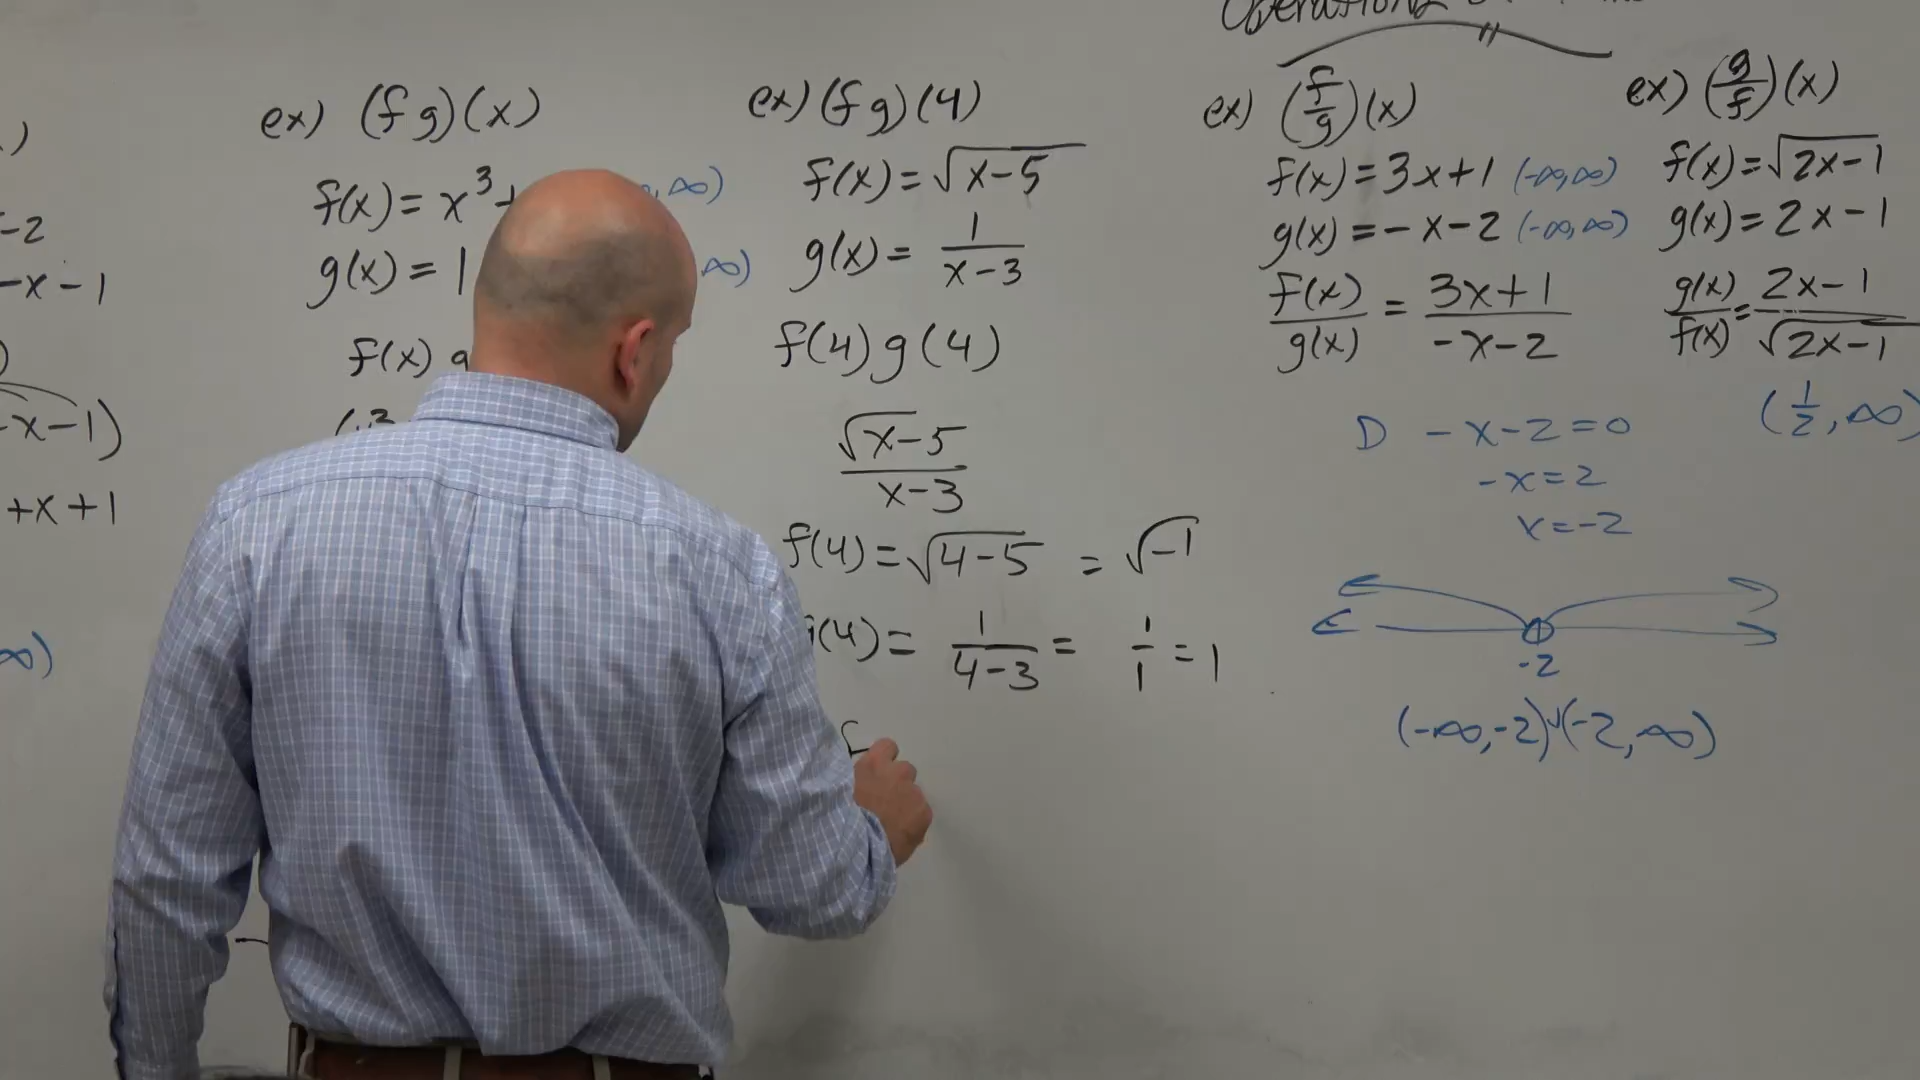 Operations
)
-2
-x-1
)
-x-1)
+x+1
∞)
ex) (fg)(x)
f(x)=x³+ ∞)
g(x)=1 ∞)
f(x)
ex) (fg)(4)
f(x)=√x-5
g(x)=1/x-3
f(4)g(4)
√x-5/x-3
f(4)=√4-5 = √-1
g(4)=1/4-3=1/1=1
ex) (f/g)(x)
f(x)=3x+1 (-∞,∞)
g(x)=-x-2 (-∞,∞)
f(x)/g(x)=3x+1/-x-2
D -x-2=0
-x=2
x=-2
-2
(-∞,-2)∪(-2,∞)
ex) (g/f)(x)
f(x)=√2x-1
g(x)=2x-1
g(x)/f(x)=2x-1/√2x-1
(1/2,∞)